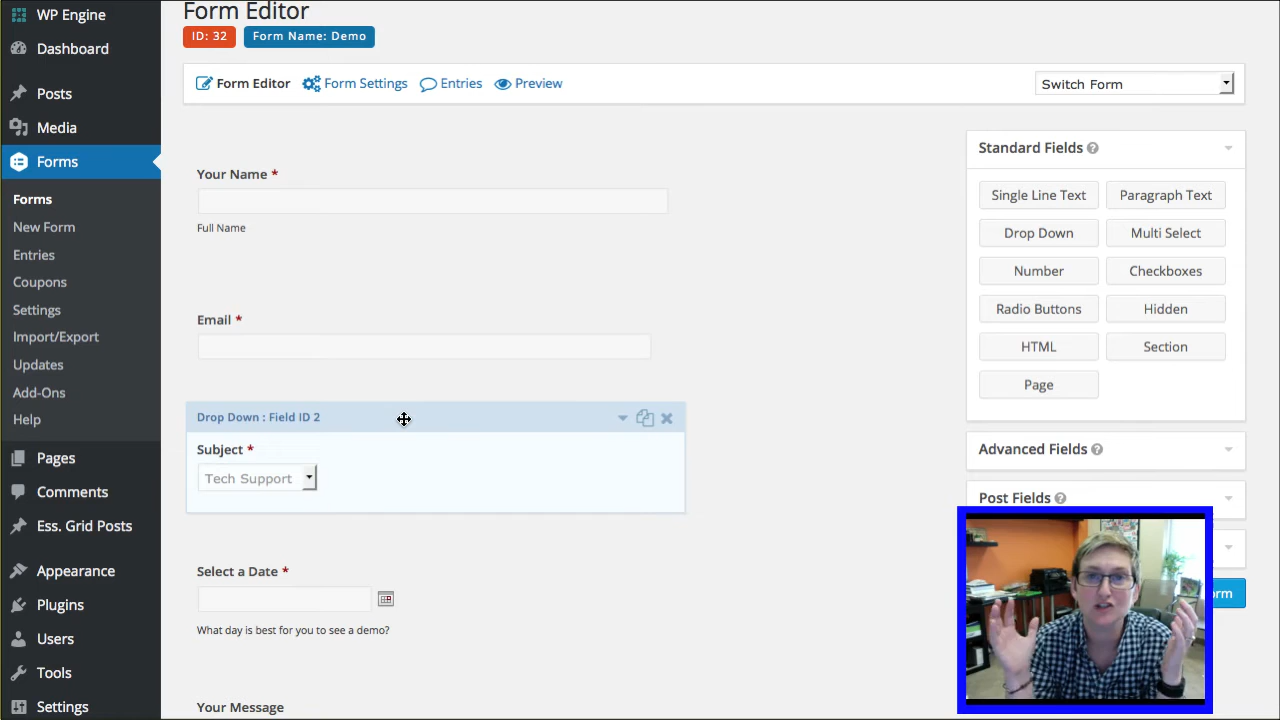 WP Engine
Dashboard
Posts
Media
Forms
Forms
New Form
Entries
Coupons
Settings
Import/Export
Updates
Add-Ons
Help
Pages
Comments
Ess. Grid Posts
Appearance
Plugins
Users
Tools
Settings
Form Editor
ID: 32
Form Name: Demo
Form Editor
Form Settings
Entries
Preview
Switch Form
Your Name *
Full Name
Email *
Drop Down : Field ID 2
Subject *
Tech Support
Select a Date *
What day is best for you to see a demo?
Your Message
Standard Fields
Single Line Text
Paragraph Text
Drop Down
Multi Select
Number
Checkboxes
Radio Buttons
Hidden
HTML
Section
Page
Advanced Fields
Post Fields
orm